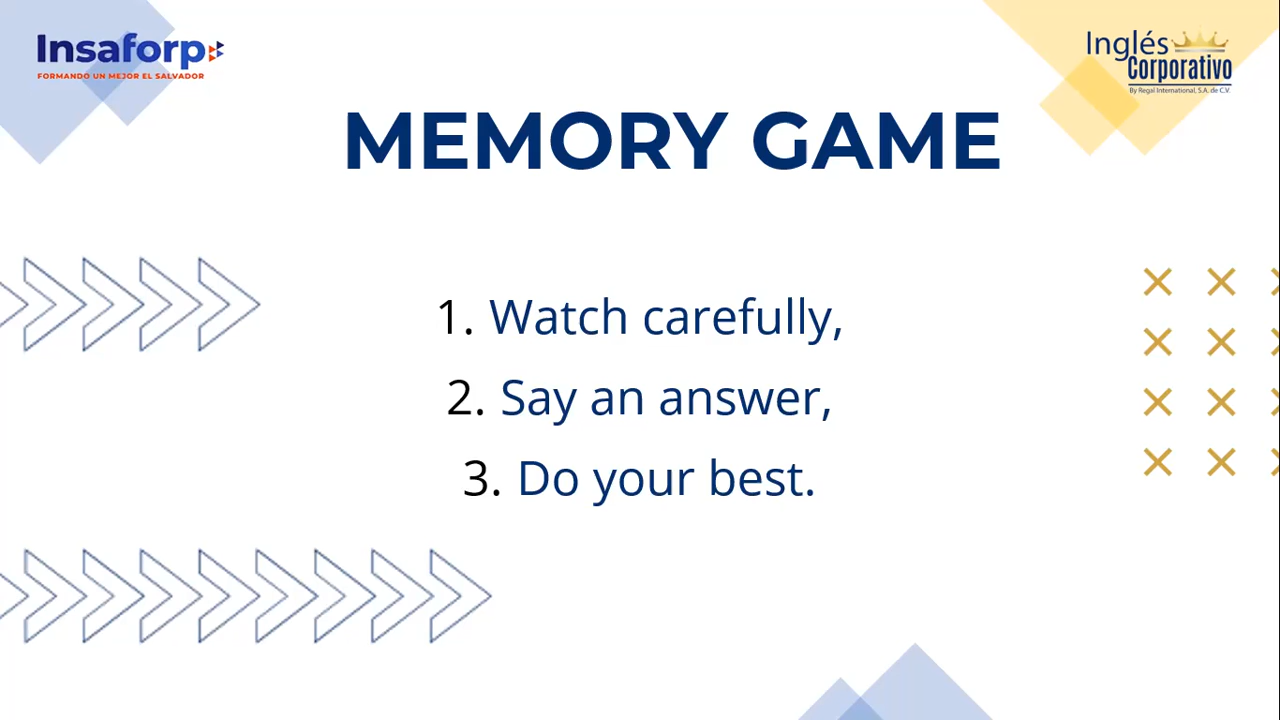 Insaforp
FORMANDO UN MEJOR EL SALVADOR
Inglés
Corporativo
By Regal International, S.A. de C.V.
MEMORY GAME
1. Watch carefully,
2. Say an answer,
3. Do your best.